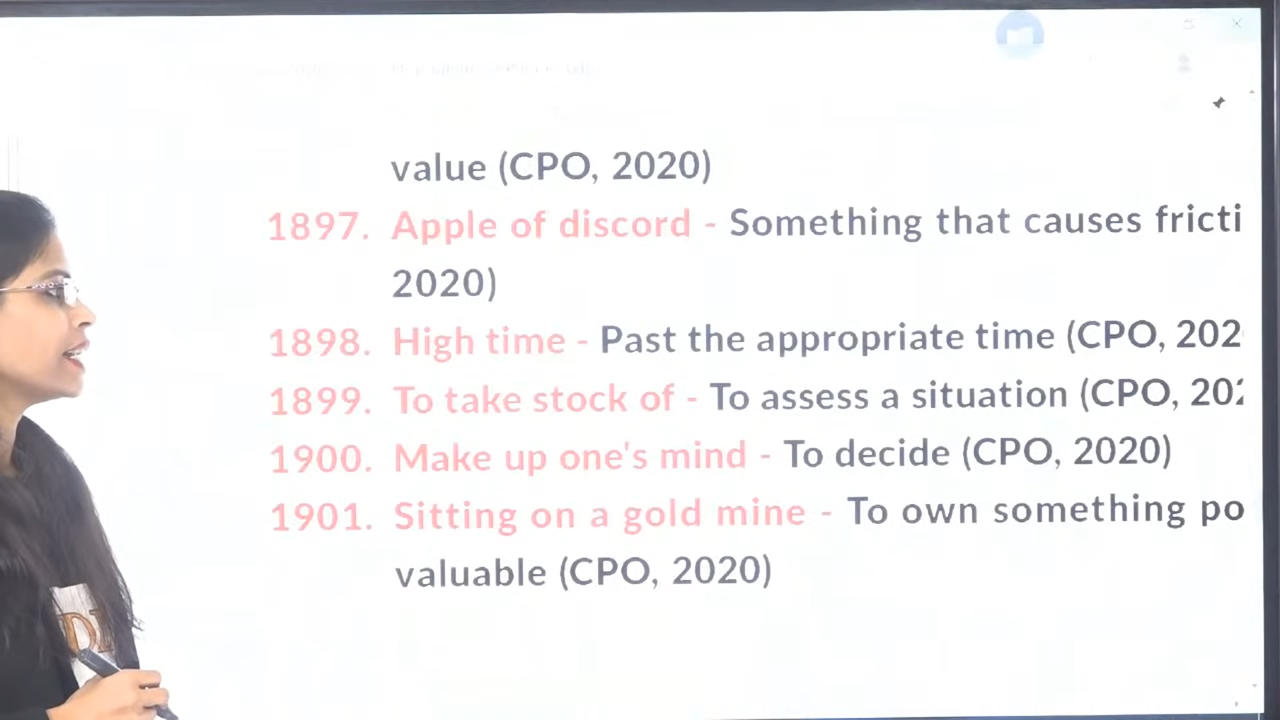 value (CPO, 2020)
1897. Apple of discord - Something that causes fricti
2020)
1898. High time - Past the appropriate time (CPO, 202
1899. To take stock of - To assess a situation (CPO, 202
1900. Make up one's mind - To decide (CPO, 2020)
1901. Sitting on a gold mine - To own something po
valuable (CPO, 2020)